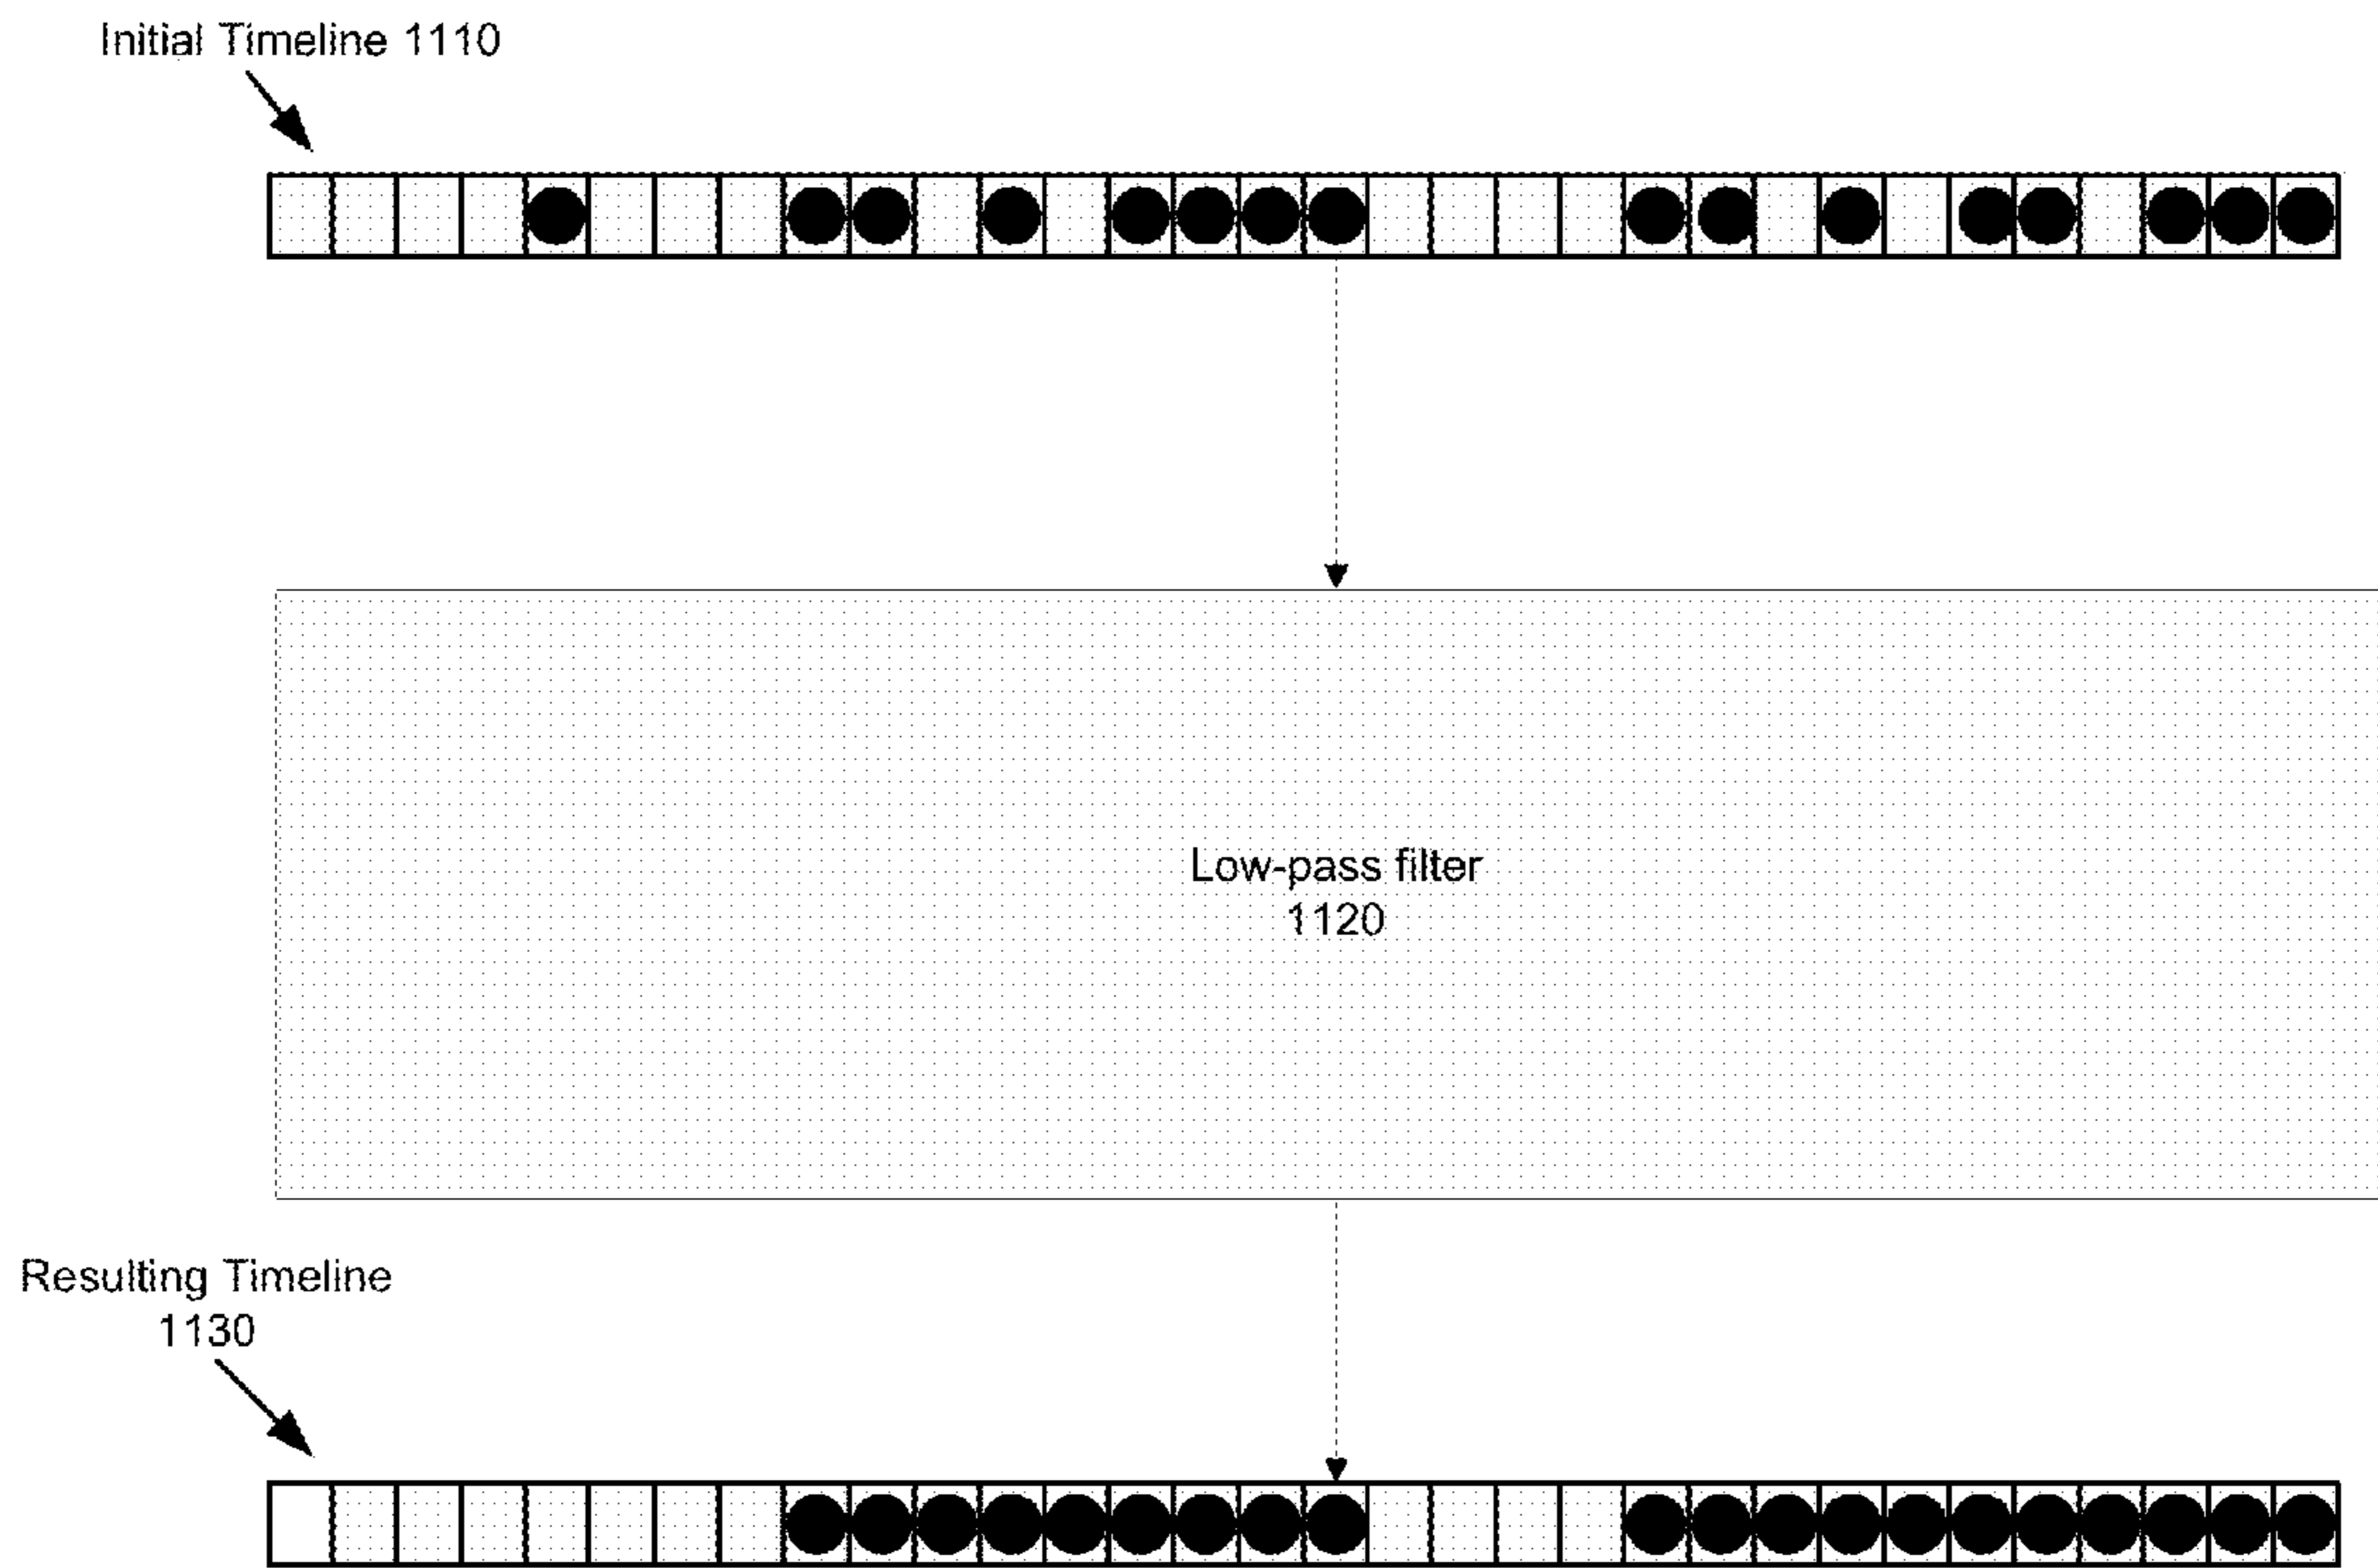 Initial Timeline 1110
Low-pass filter
1120
Resulting Timeline
1130